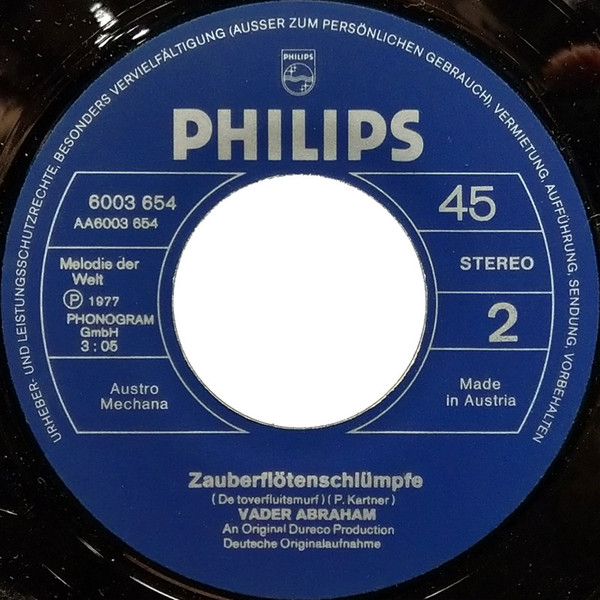 URHEBER- UND LEISTUNGSSCHUTZRECHTE, BESONDERS VERVIELFÄLTIGUNG (AUSSER ZUM PERSÖNLICHEN GEBRAUCH), VERMIETUNG, AUFFÜHRUNG, SENDUNG, VORBEHALTEN
PHILIPS
PHILIPS
6003 654
AA6003 654
45
Melodie der
Welt
STEREO
℗ 1977
PHONOGRAM
GmbH
3 : 05
2
Austro
Mechana
Made
in Austria
Zauberflötenschlümpfe
(De toverfluitsmurf) (P. Kartner)
VADER ABRAHAM
An Original Dureco Production
Deutsche Originalaufnahme